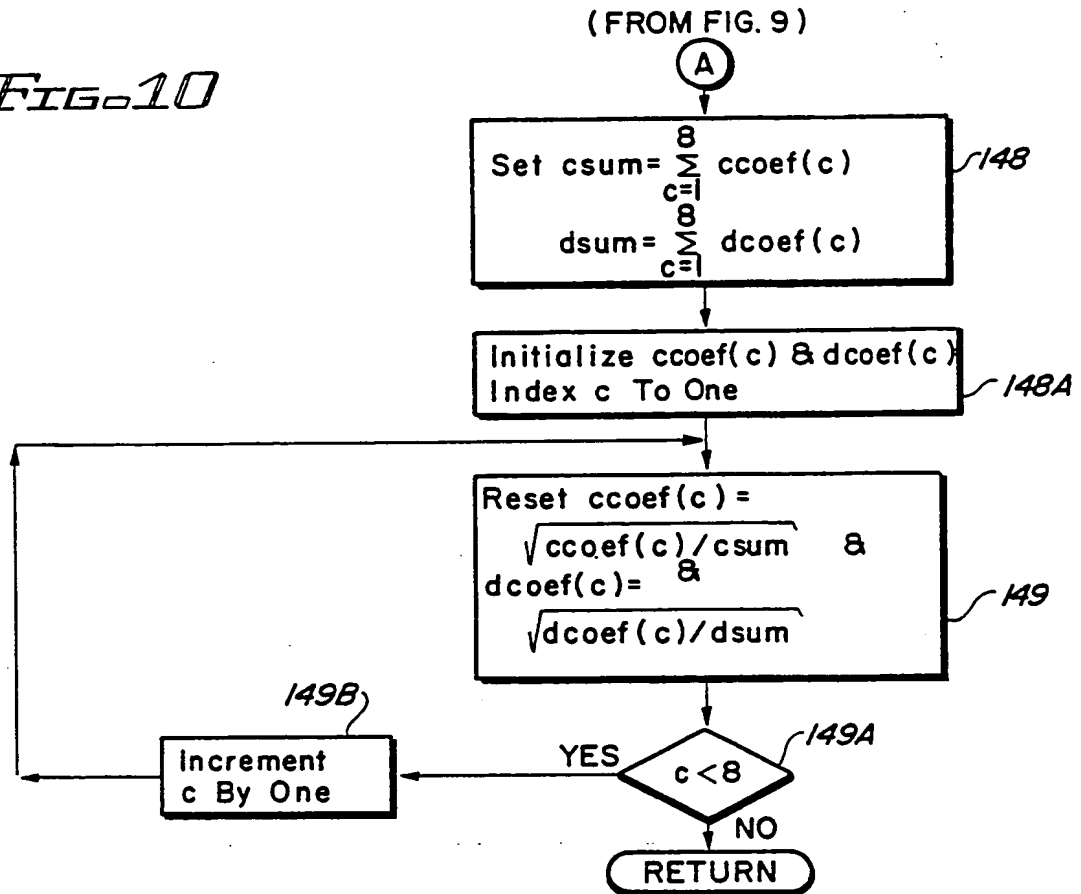 FIG. 10
(FROM FIG. 9)
A
Set csum= 8 Σ c=1 ccoef(c)
dsum= 8 Σ c=1 dcoef(c)
148
Initialize ccoef(c) & dcoef(c)
Index c To One
148A
Reset ccoef(c)=
√ccoef(c)/csum &
dcoef(c)= &
√dcoef(c)/dsum
149
149B
Increment
c By One
YES
c<8
149A
NO
RETURN